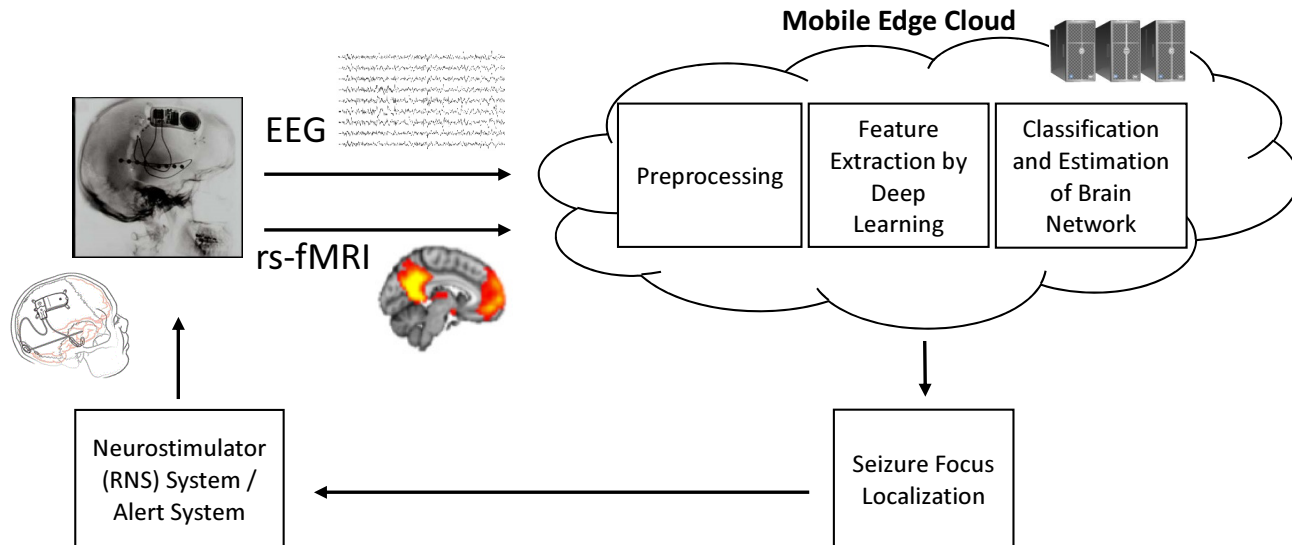 Mobile Edge Cloud
EEG
rs-fMRI
Preprocessing
Feature
Extraction by
Deep
Learning
Classification
and Estimation
of Brain
Network
Neurostimulator
(RNS) System /
Alert System
Seizure Focus
Localization